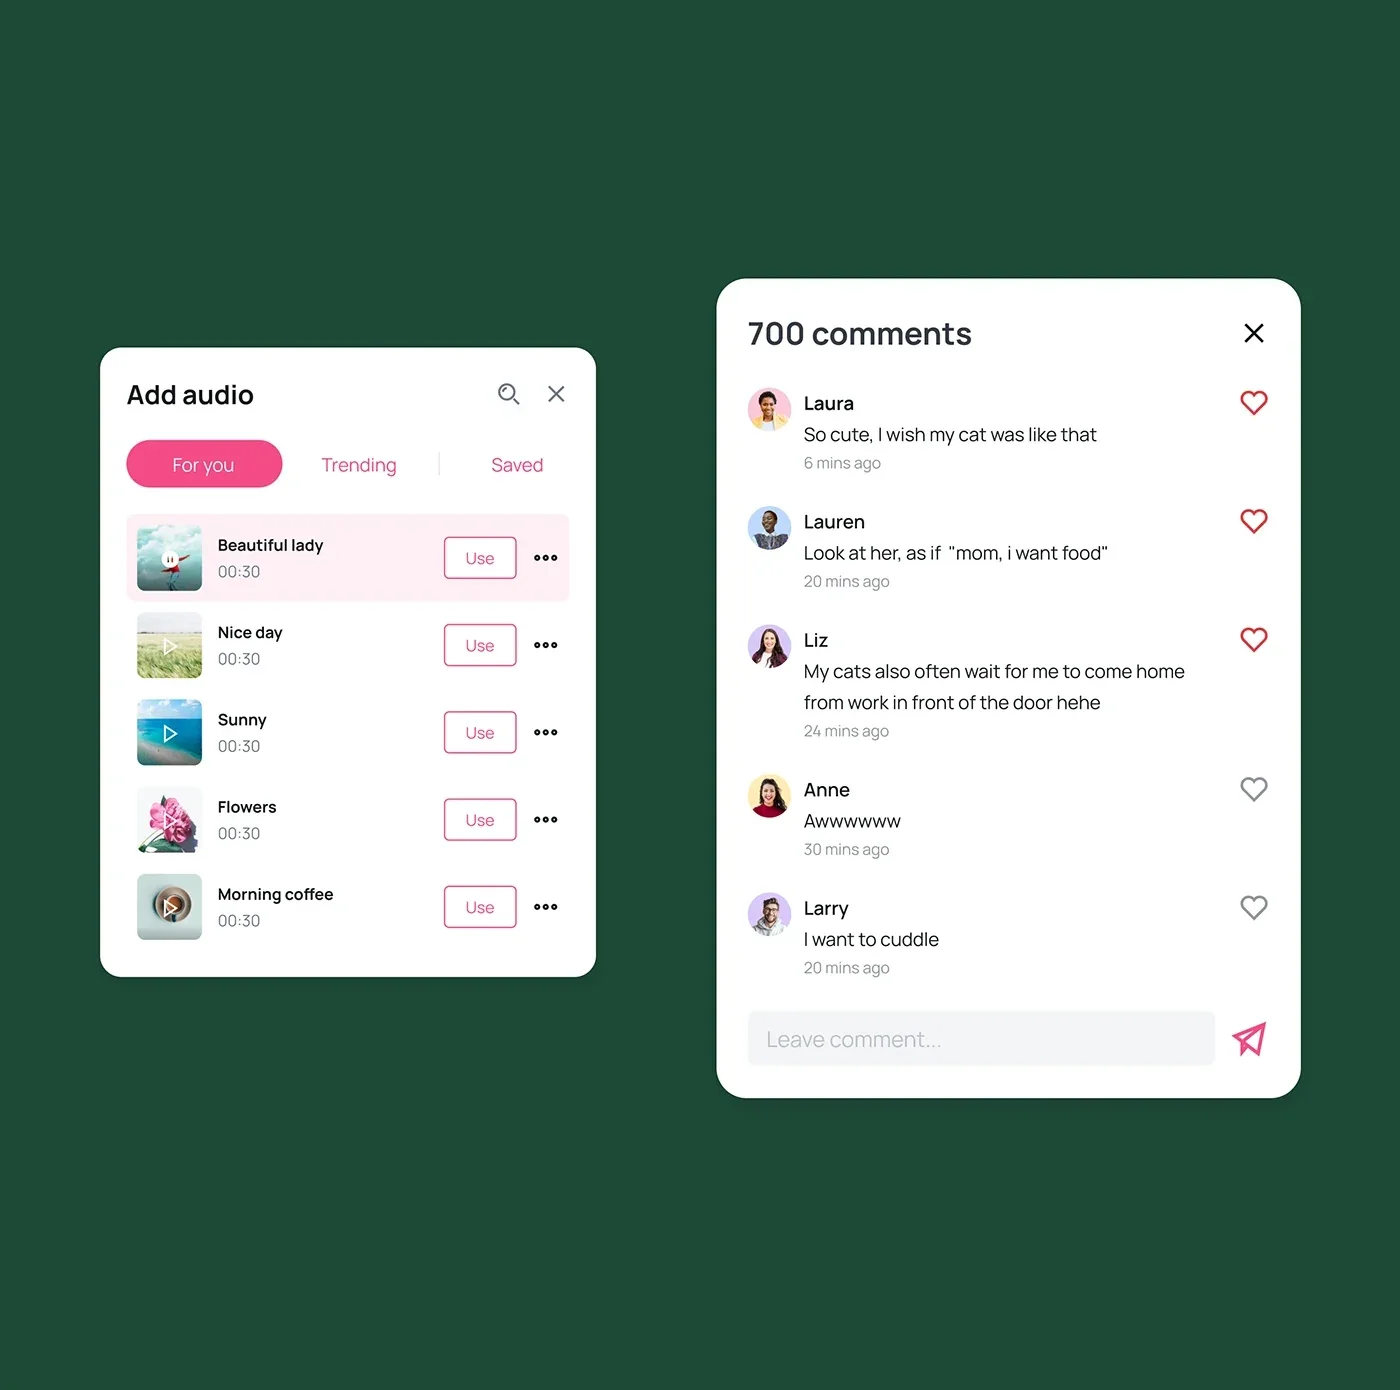 Add audio
For you
Trending
Saved
Beautiful lady
00:30
Use
Nice day
00:30
Use
Sunny
00:30
Use
Flowers
00:30
Use
Morning coffee
00:30
Use
700 comments
Laura
So cute, I wish my cat was like that
6 mins ago
Lauren
Look at her, as if "mom, i want food"
20 mins ago
Liz
My cats also often wait for me to come home
from work in front of the door hehe
24 mins ago
Anne
Awwwwww
30 mins ago
Larry
I want to cuddle
20 mins ago
Leave comment...